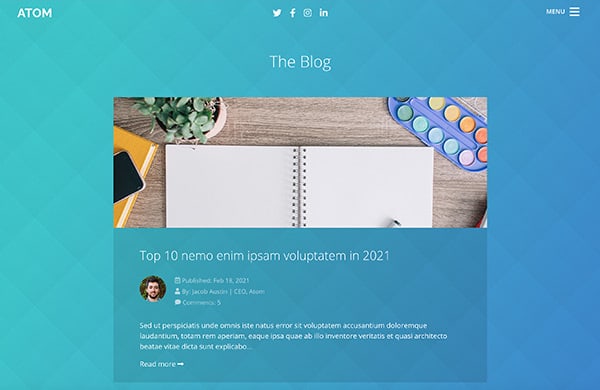 ATOM
MENU
The Blog
Top 10 nemo enim ipsam voluptatem in 2021
Published: Feb 18, 2021
By: Jacob Austin | CEO, Atom
Comments: 5
Sed ut perspiciatis unde omnis iste natus error sit voluptatem accusantium doloremque
laudantium, totam rem aperiam, eaque ipsa quae ab illo inventore veritatis et quasi architecto
beatae vitae dicta sunt explicabo...
Read more